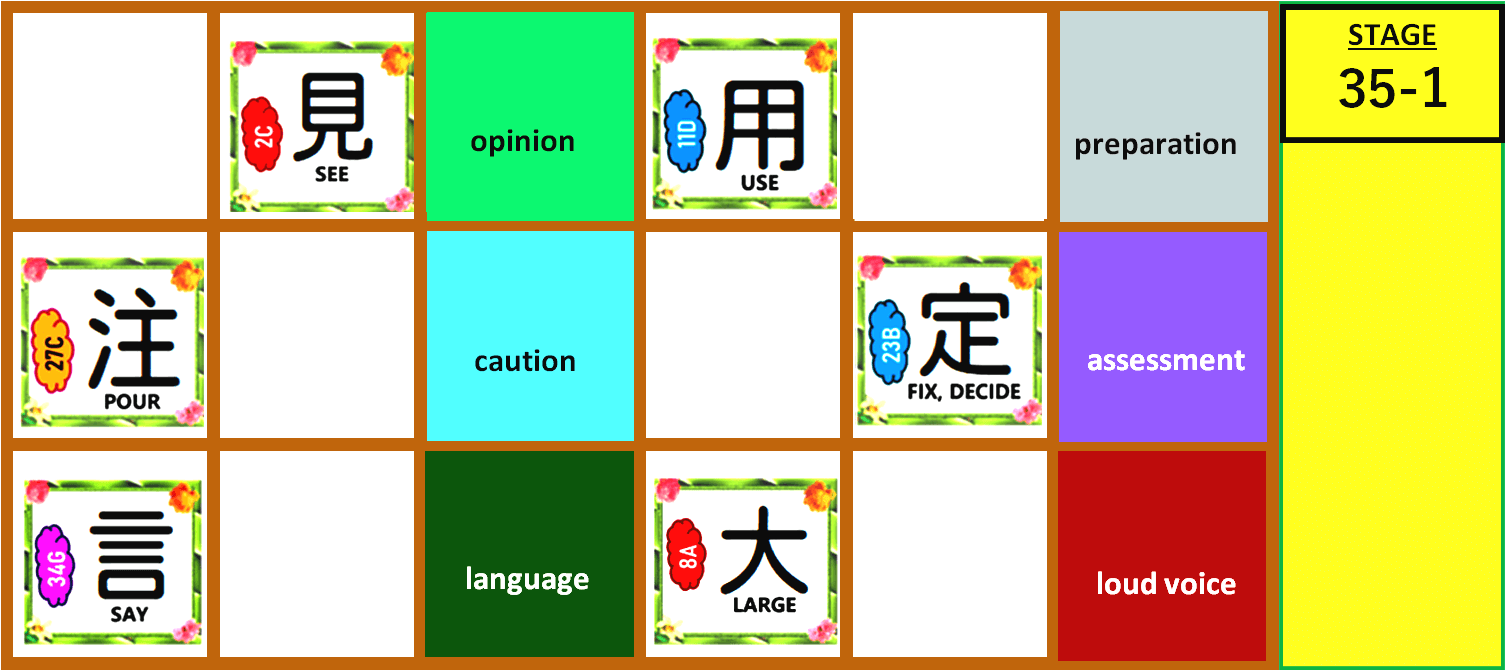 2C
見
SEE
opinion
11D
用
USE
preparation
STAGE
35-1
27C
注
POUR
caution
23B
定
FIX, DECIDE
assessment
34G
言
SAY
language
8A
大
LARGE
loud voice